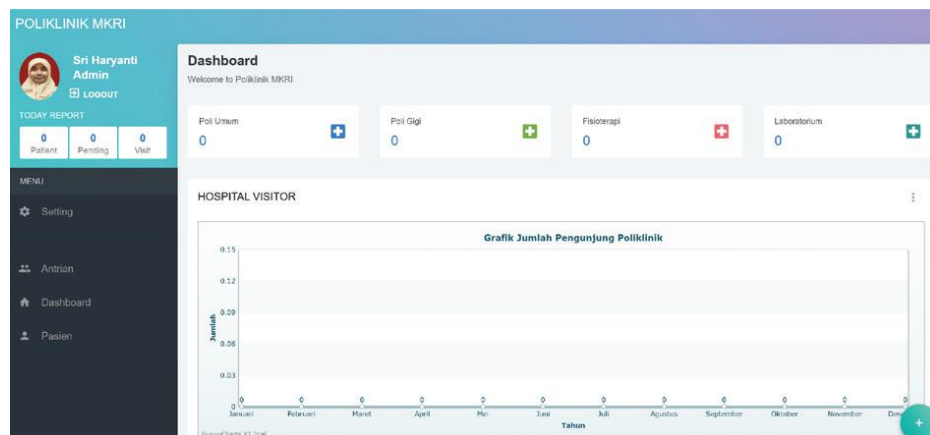 POLIKLINIK MKRI
Sri Haryanti
Admin
LOGOUT
TODAY REPORT
0 0 0
Patient Pending Visit
MENU
Setting
Antrian
Dashboard
Pasien
Dashboard
Welcome to Poliklinik MKRI
Poli Umum
0
Poli Gigi
0
Fisioterapi
0
Laboratorium
0
HOSPITAL VISITOR
Grafik Jumlah Pengunjung Poliklinik
0.15
0.12
0.09
0.06
0.03
0
Jumlah
0 0 0 0 0 0 0 0 0 0 0 0
Januari Februari Maret April Mei Juni Juli Agustus September Oktober November Des
Tahun